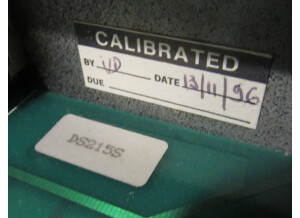 CALIBRATED
BY VD DATE 13/11/96
DUE
DS215S